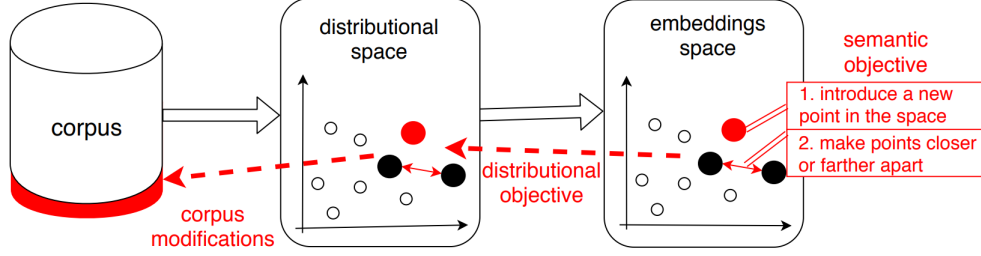 corpus
distributional
space
embeddings
space
semantic
objective
1. introduce a new
point in the space
2. make points closer
or farther apart
distributional
objective
corpus
modifications